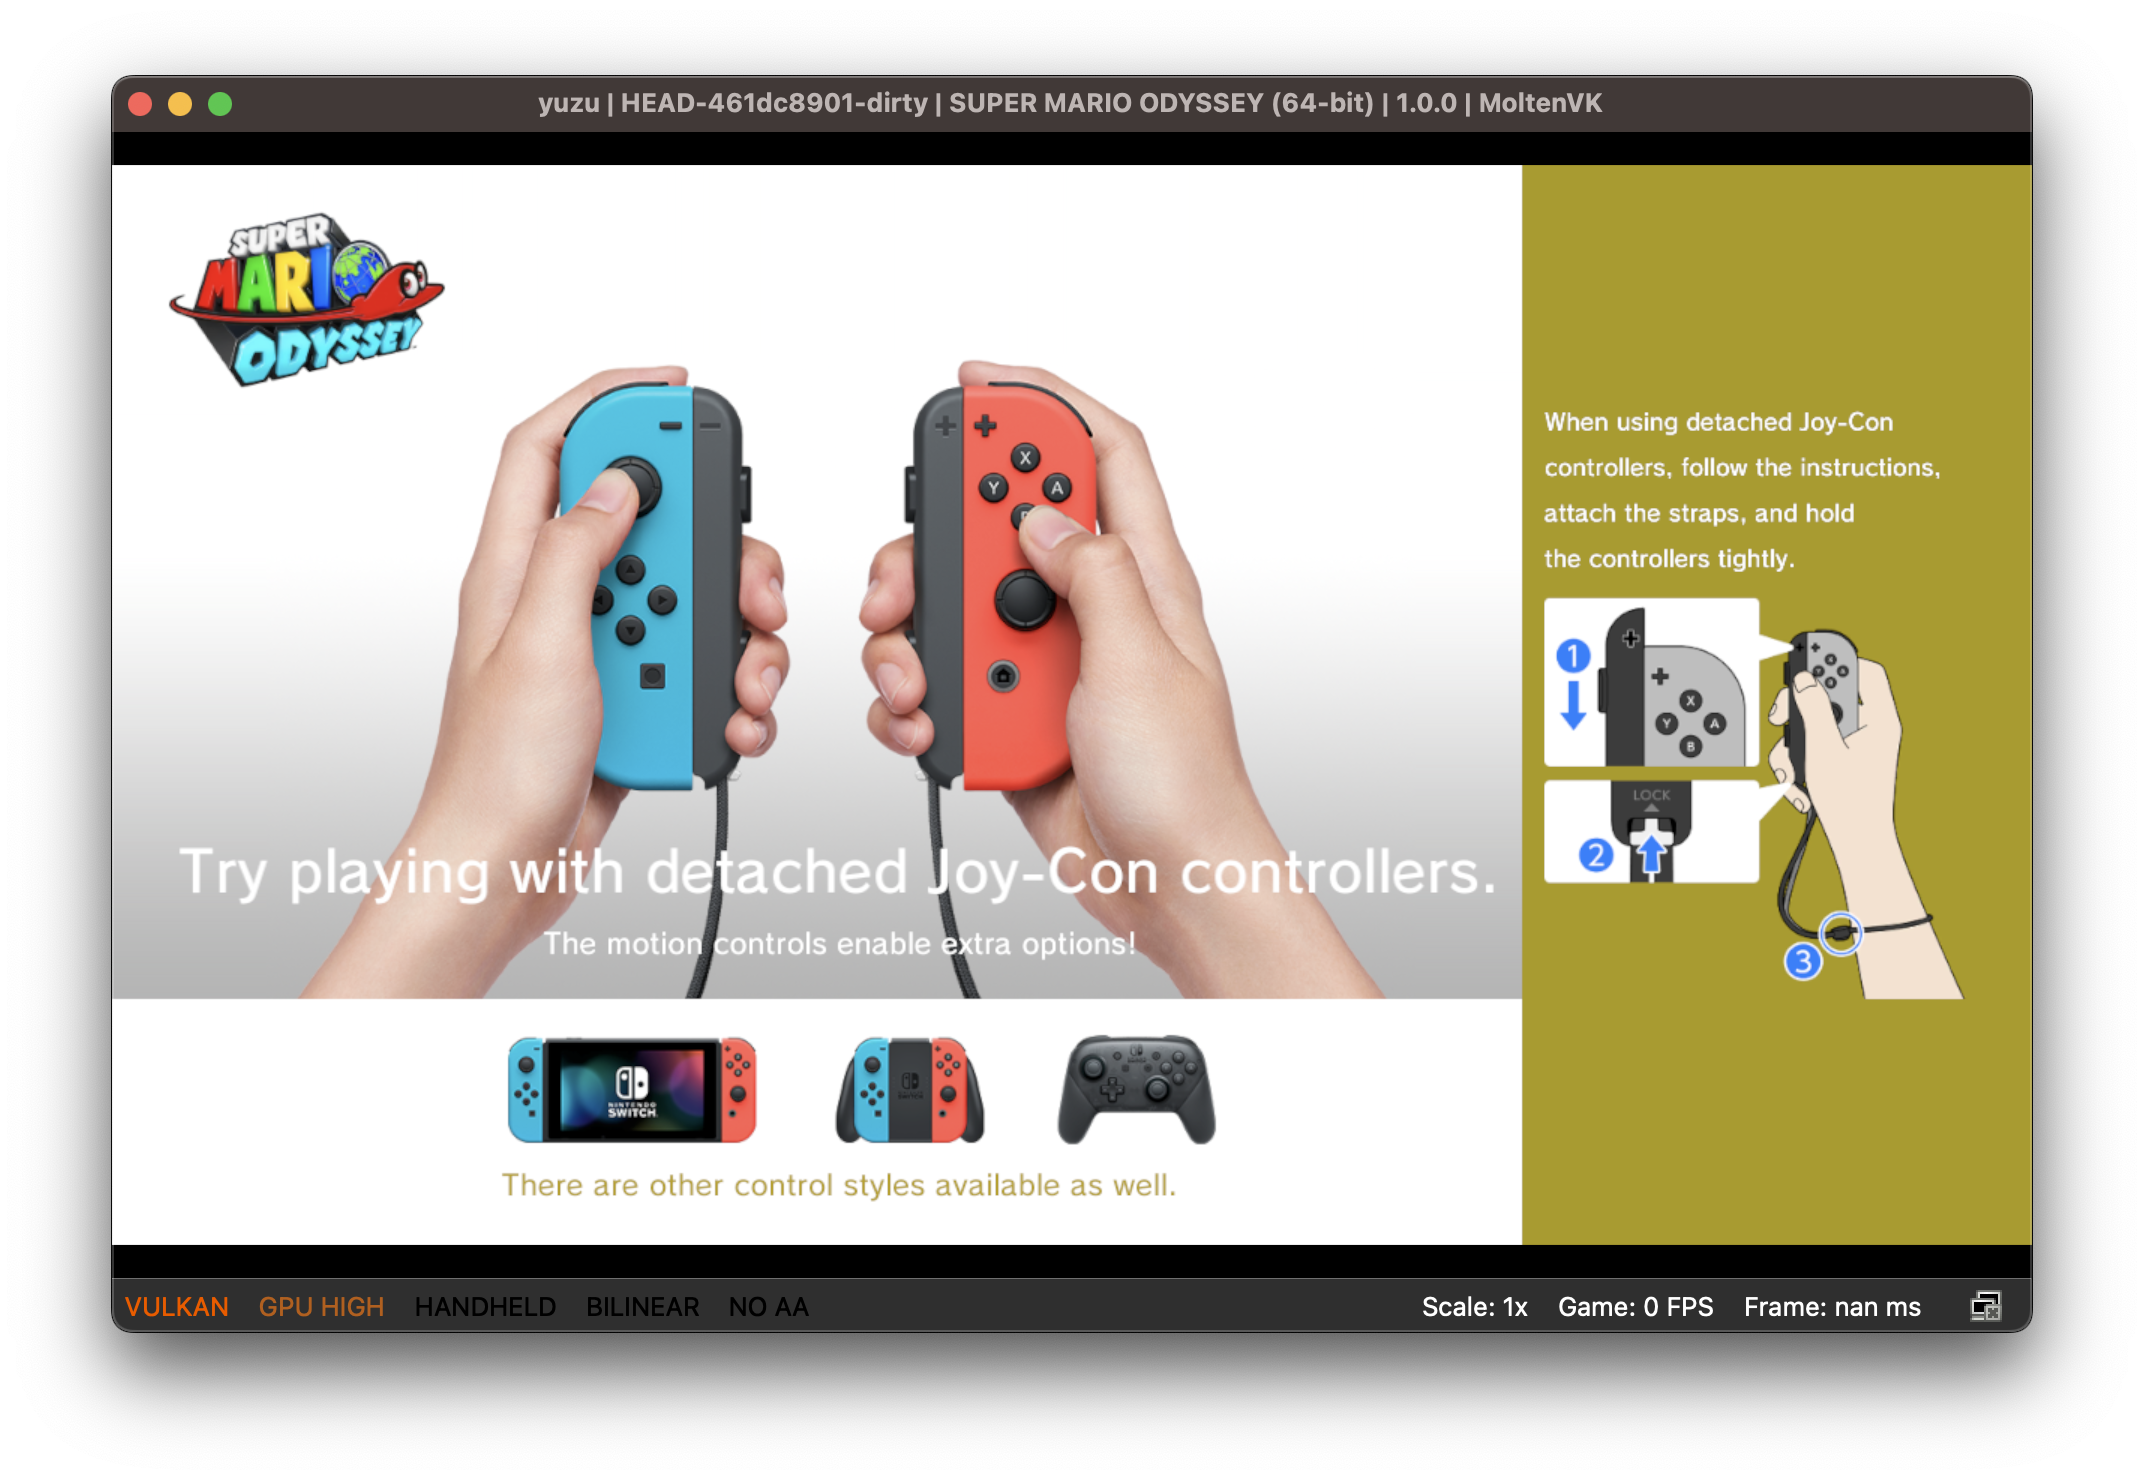 yuzu | HEAD-461dc8901-dirty | SUPER MARIO ODYSSEY (64-bit) | 1.0.0 | MoltenVK
SUPER
MARIO
ODYSSEY
X
Y A
When using detached Joy-Con
controllers, follow the instructions,
attach the straps, and hold
the controllers tightly.
1
X
Y A
B
LOCK
2
3
Try playing with detached Joy-Con controllers.
The motion controls enable extra options!
NINTENDO
SWITCH
There are other control styles available as well.
VULKAN GPU HIGH HANDHELD BILINEAR NO AA Scale: 1x Game: 0 FPS Frame: nan ms